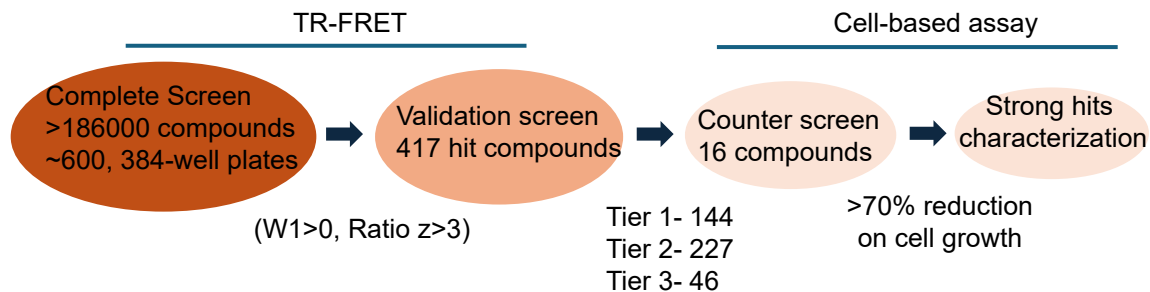 TR-FRET
Cell-based assay
Complete Screen
>186000 compounds
~600, 384-well plates
Validation screen
417 hit compounds
Counter screen
16 compounds
Strong hits
characterization
(W1>0, Ratio z>3)
Tier 1- 144
Tier 2- 227
Tier 3- 46
>70% reduction
on cell growth